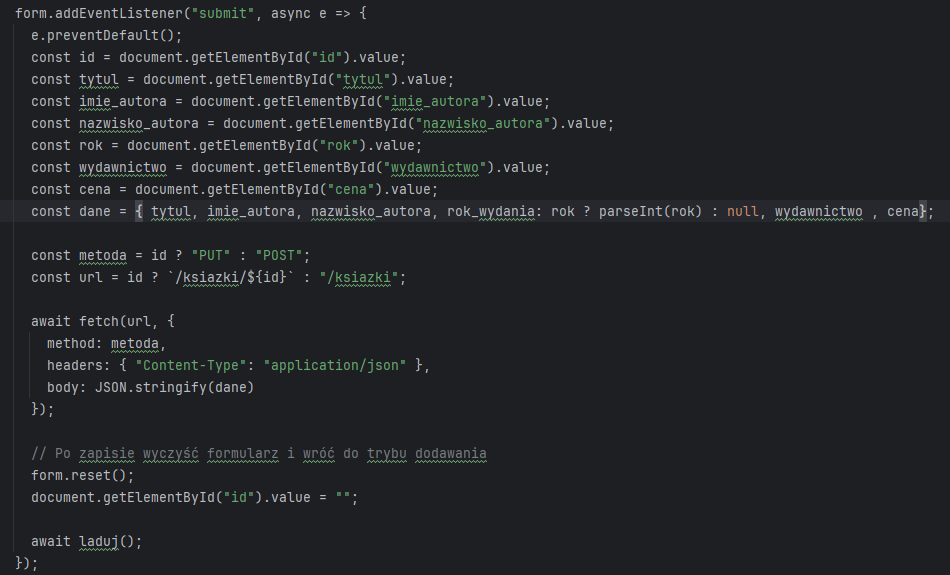 form.addEventListener("submit", async e => {
e.preventDefault();
const id = document.getElementById("id").value;
const tytul = document.getElementById("tytul").value;
const imie_autora = document.getElementById("imie_autora").value;
const nazwisko_autora = document.getElementById("nazwisko_autora").value;
const rok = document.getElementById("rok").value;
const wydawnictwo = document.getElementById("wydawnictwo").value;
const cena = document.getElementById("cena").value;
const dane = { tytul, imie_autora, nazwisko_autora, rok_wydania: rok ? parseInt(rok) : null, wydawnictwo , cena};
const metoda = id ? "PUT" : "POST";
const url = id ? `/ksiazki/${id}` : "/ksiazki";
await fetch(url, {
method: metoda,
headers: { "Content-Type": "application/json" },
body: JSON.stringify(dane)
});
// Po zapisie wyczyść formularz i wróć do trybu dodawania
form.reset();
document.getElementById("id").value = "";
await laduj();
});